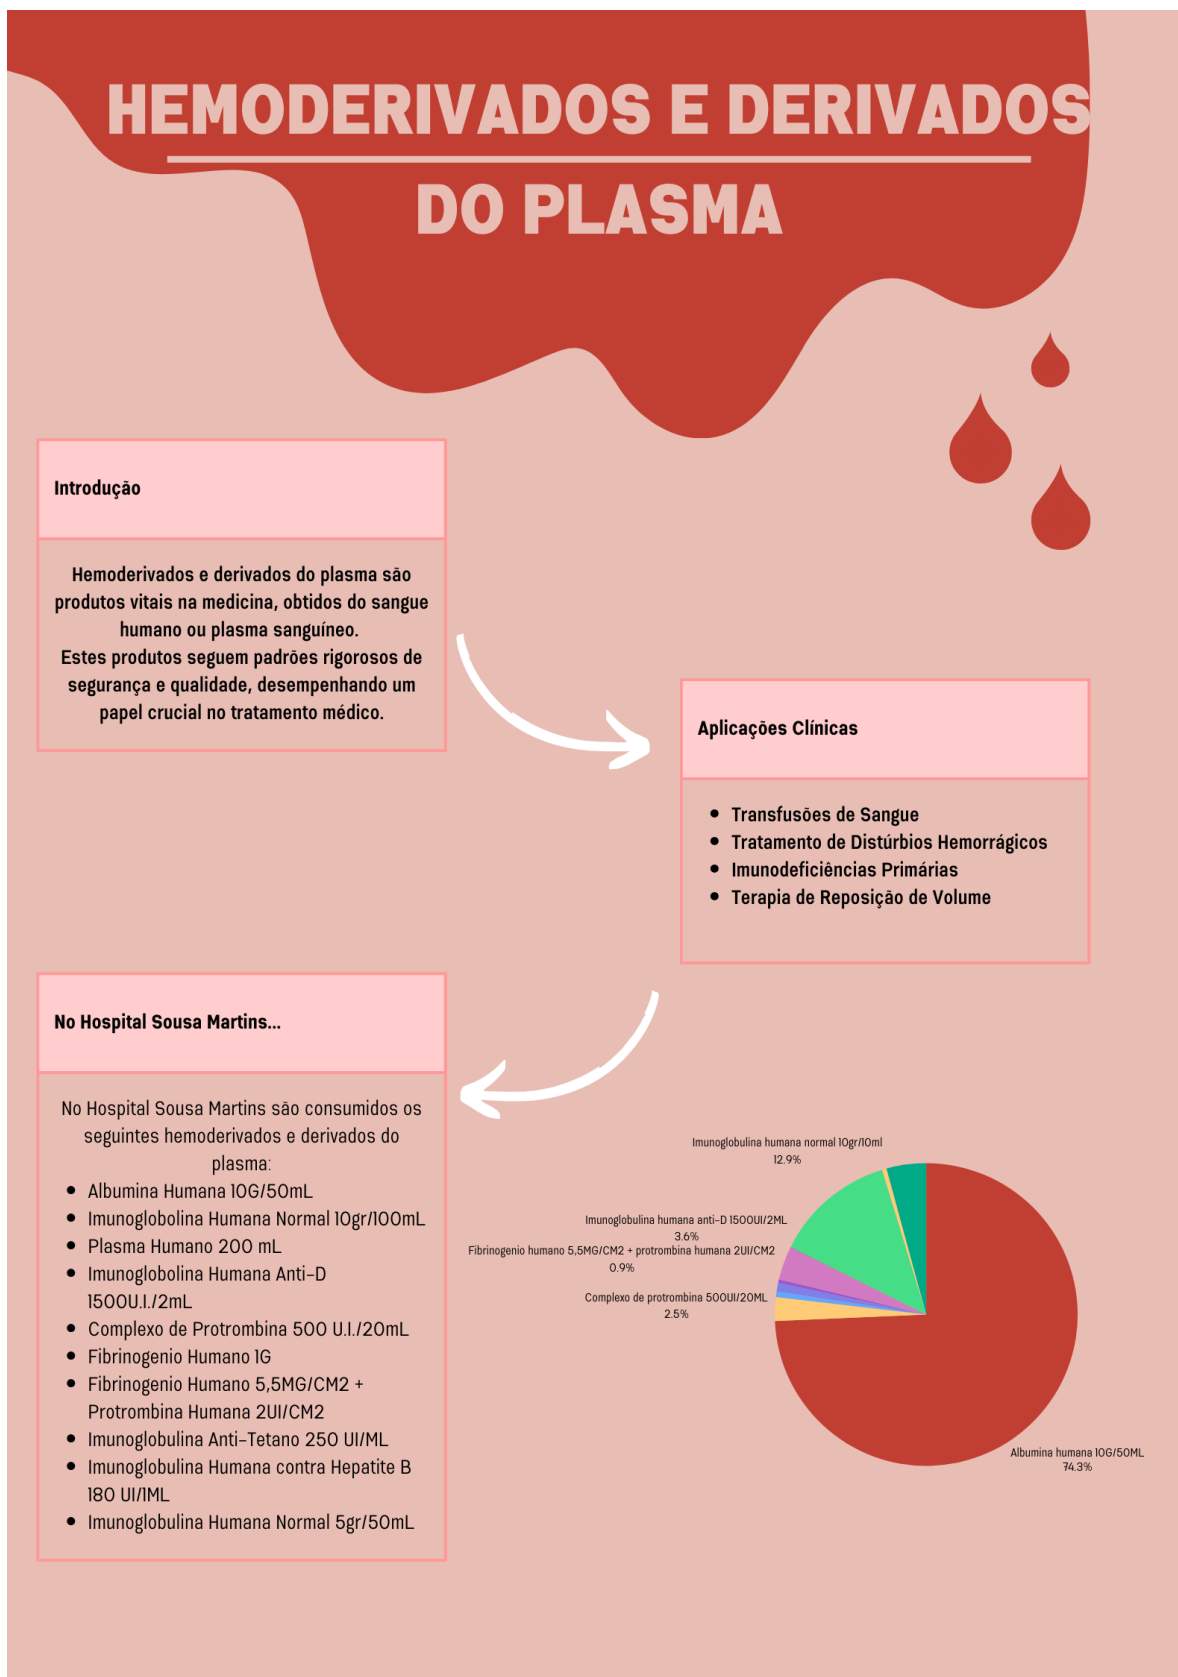 HEMODERIVADOS E DERIVADOS
DO PLASMA
Introdução
Hemoderivados e derivados do plasma são
produtos vitais na medicina, obtidos do sangue
humano ou plasma sanguíneo.
Estes produtos seguem padrões rigorosos de
segurança e qualidade, desempenhando um
papel crucial no tratamento médico.
Aplicações Clínicas
• Transfusões de Sangue
• Tratamento de Distúrbios Hemorrágicos
• Imunodeficiências Primárias
• Terapia de Reposição de Volume
No Hospital Sousa Martins...
No Hospital Sousa Martins são consumidos os
seguintes hemoderivados e derivados do
plasma:
• Albumina Humana 10G/50mL
• Imunoglobolina Humana Normal 10gr/100mL
• Plasma Humano 200 mL
• Imunoglobolina Humana Anti-D
1500U.I./2mL
• Complexo de Protrombina 500 U.I./20mL
• Fibrinogenio Humano 1G
• Fibrinogenio Humano 5,5MG/CM2 +
Protrombina Humana 2UI/CM2
• Imunoglobulina Anti-Tetano 250 UI/ML
• Imunoglobulina Humana contra Hepatite B
180 UI/1ML
• Imunoglobulina Humana Normal 5gr/50mL
Imunoglobulina humana normal 10gr/10ml
12.9%
Imunoglobulina humana anti-D 1500UI/2ML
3.6%
Fibrinogenio humano 5,5MG/CM2 + protrombina humana 2UI/CM2
0.9%
Complexo de protrombina 500UI/20ML
2.5%
Albumina humana 10G/50ML
74.3%